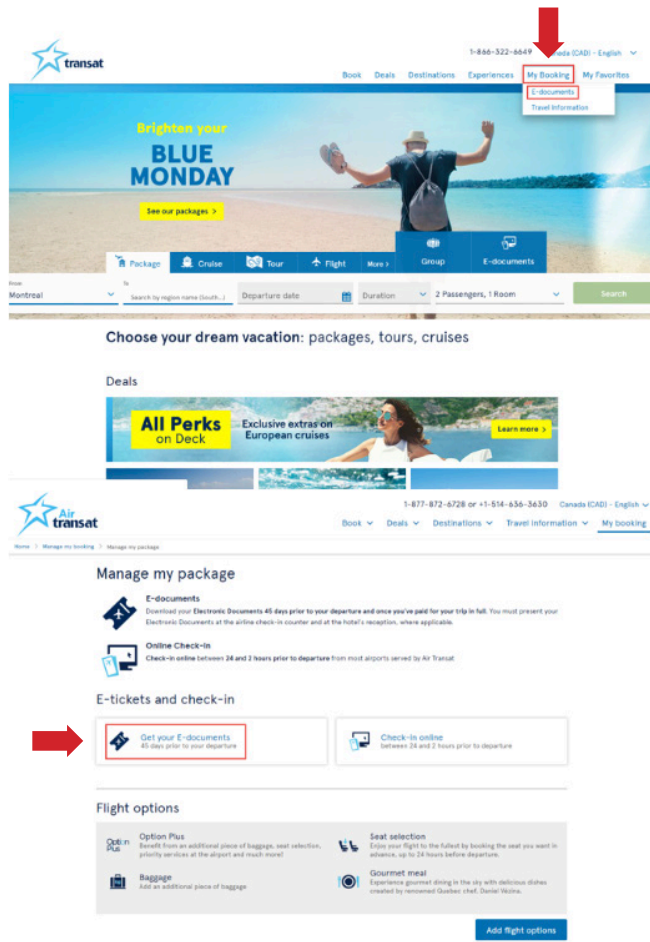 transat
1-866-322-6649 Canada (CAD) - English
Book Deals Destinations Experiences My Booking My Favorites
E-documents
Travel Information
Brighten your
BLUE
MONDAY
See our packages >
Package Cruise Tour Flight More > Group E-documents
From
Montreal
To
Search by region name (South...)
Departure date
Duration
2 Passengers, 1 Room
Search
Choose your dream vacation: packages, tours, cruises
Deals
All Perks
on Deck
Exclusive extras on
European cruises
Learn more >
Air
transat
1-877-872-6728 or +1-514-636-3630 Canada (CAD) - English
Book Deals Destinations Travel information My booking
Home > Manage my booking > Manage my package
Manage my package
E-documents
Download your Electronic Documents 45 days prior to your departure and once you've paid for your trip in full. You must present your
Electronic Documents at the airline check-in counter and at the hotel's reception, where applicable.
Online Check-in
Check-in online between 24 and 2 hours prior to departure from most airports served by Air Transat
E-tickets and check-in
Get your E-documents
45 days prior to your departure
Check-in online
between 24 and 2 hours prior to departure
Flight options
Option
Plus
Option Plus
Benefit from an additional piece of baggage, seat selection,
priority services at the airport and much more!
Seat selection
Enjoy your flight to the fullest by booking the seat you want in
advance, up to 24 hours before departure.
Baggage
Add an additional piece of baggage
Gourmet meal
Experience gourmet dining in the sky with delicious dishes
created by renowned Quebec chef, Daniel Vézina.
Add flight options